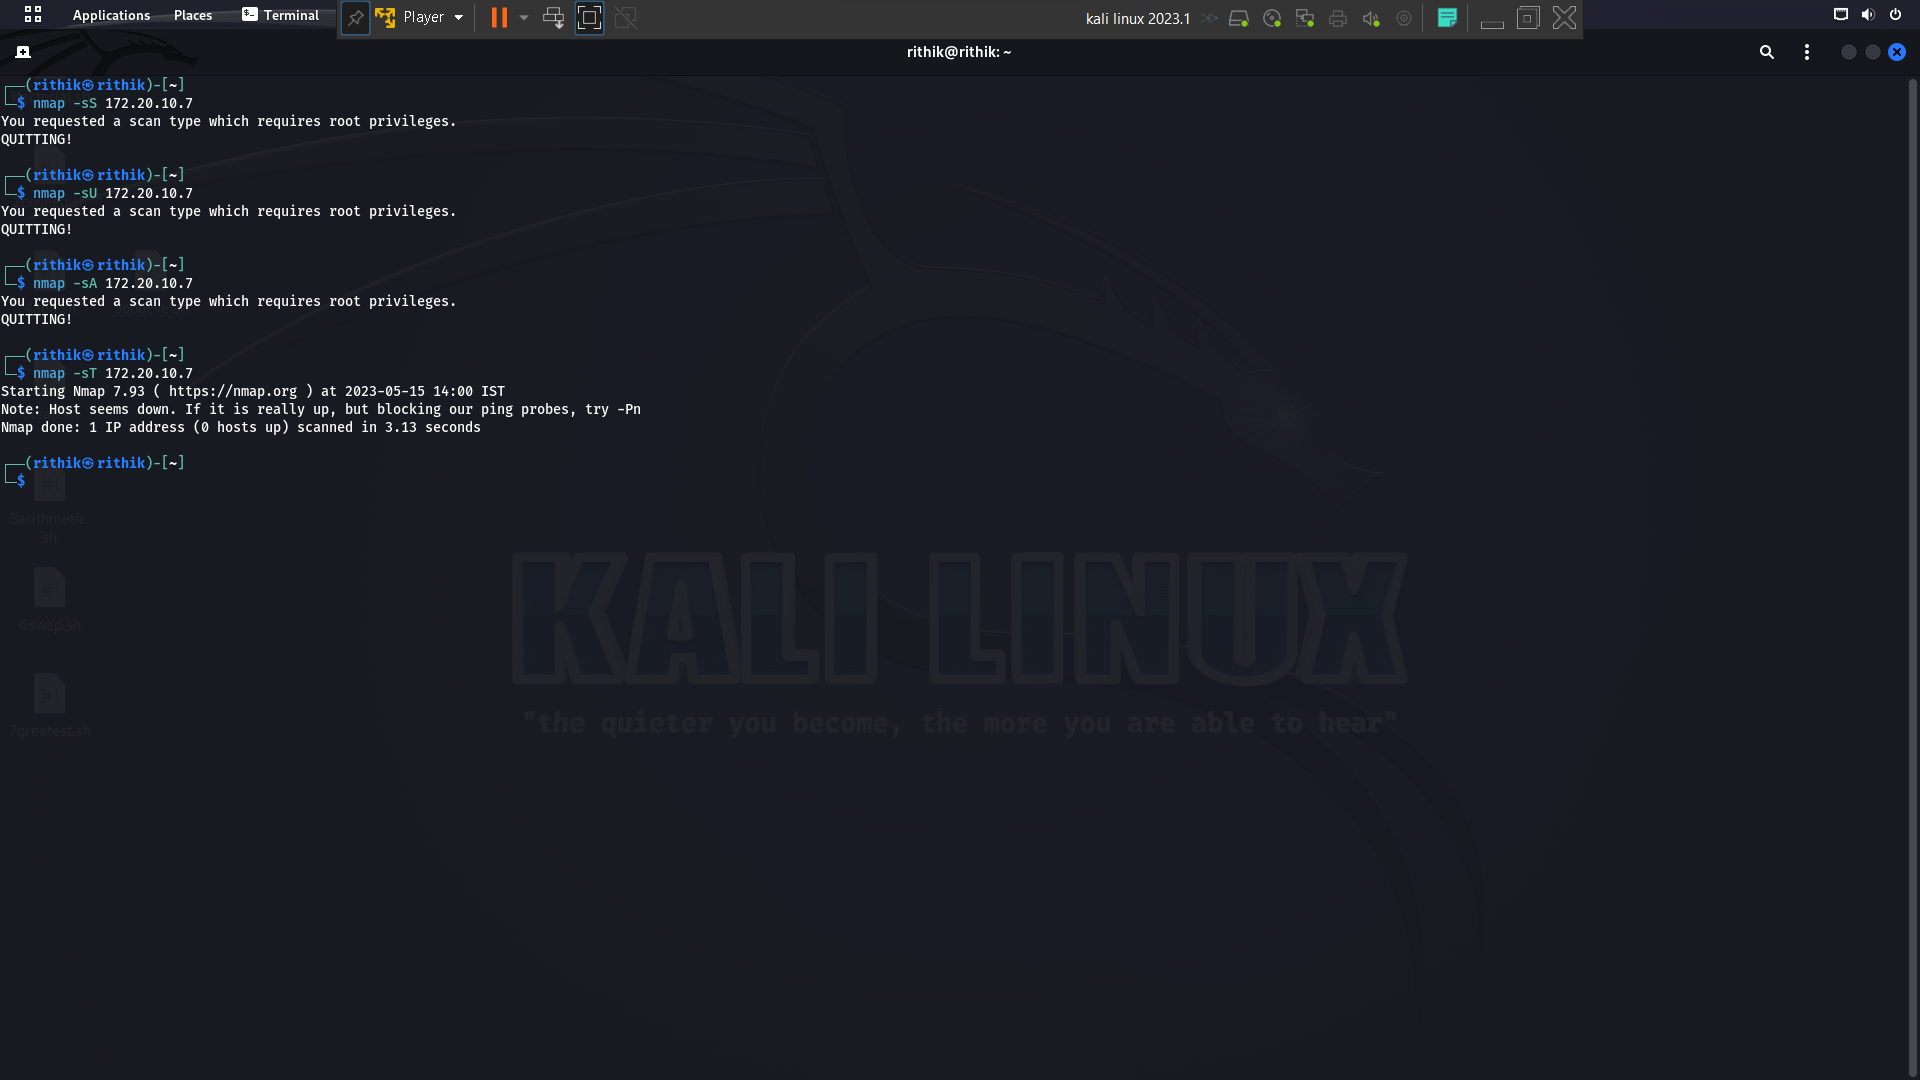 Applications Places Terminal
Player
kali linux 2023.1
rithik@rithik: ~
┌──(rithik㉿rithik)-[~]
└─$ nmap -sS 172.20.10.7
You requested a scan type which requires root privileges.
QUITTING!
┌──(rithik㉿rithik)-[~]
└─$ nmap -sU 172.20.10.7
You requested a scan type which requires root privileges.
QUITTING!
┌──(rithik㉿rithik)-[~]
└─$ nmap -sA 172.20.10.7
You requested a scan type which requires root privileges.
QUITTING!
┌──(rithik㉿rithik)-[~]
└─$ nmap -sT 172.20.10.7
Starting Nmap 7.93 ( https://nmap.org ) at 2023-05-15 14:00 IST
Note: Host seems down. If it is really up, but blocking our ping probes, try -Pn
Nmap done: 1 IP address (0 hosts up) scanned in 3.13 seconds
┌──(rithik㉿rithik)-[~]
└─$
5arithmetic.
sh
6swap.sh
7greatest.sh
KALI LINUX
"the quieter you become, the more you are able to hear"